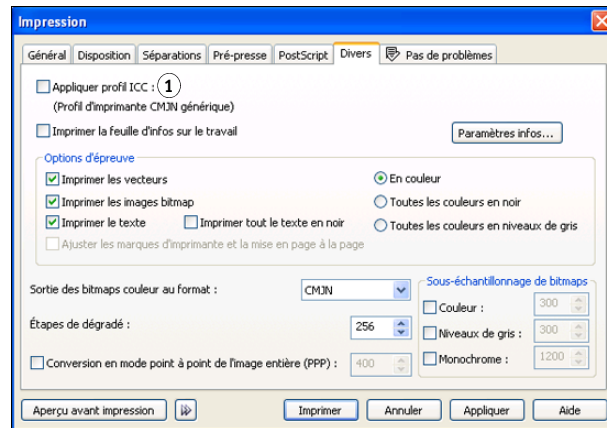 Impression
Général Disposition Séparations Pré-presse PostScript Divers Pas de problèmes
Appliquer profil ICC : 1
(Profil d'imprimante CMJN générique)
Imprimer la feuille d'infos sur le travail Paramètres infos...
Options d'épreuve
Imprimer les vecteurs En couleur
Imprimer les images bitmap Toutes les couleurs en noir
Imprimer le texte Imprimer tout le texte en noir Toutes les couleurs en niveaux de gris
Ajuster les marques d'imprimante et la mise en page à la page
Sortie des bitmaps couleur au format : CMJN Sous-échantillonnage de bitmaps
Couleur : 300
Étapes de dégradé : 256 Niveaux de gris : 300
Conversion en mode point à point de l'image entière (PPP) : 400 Monochrome : 1200
Aperçu avant impression Imprimer Annuler Appliquer Aide